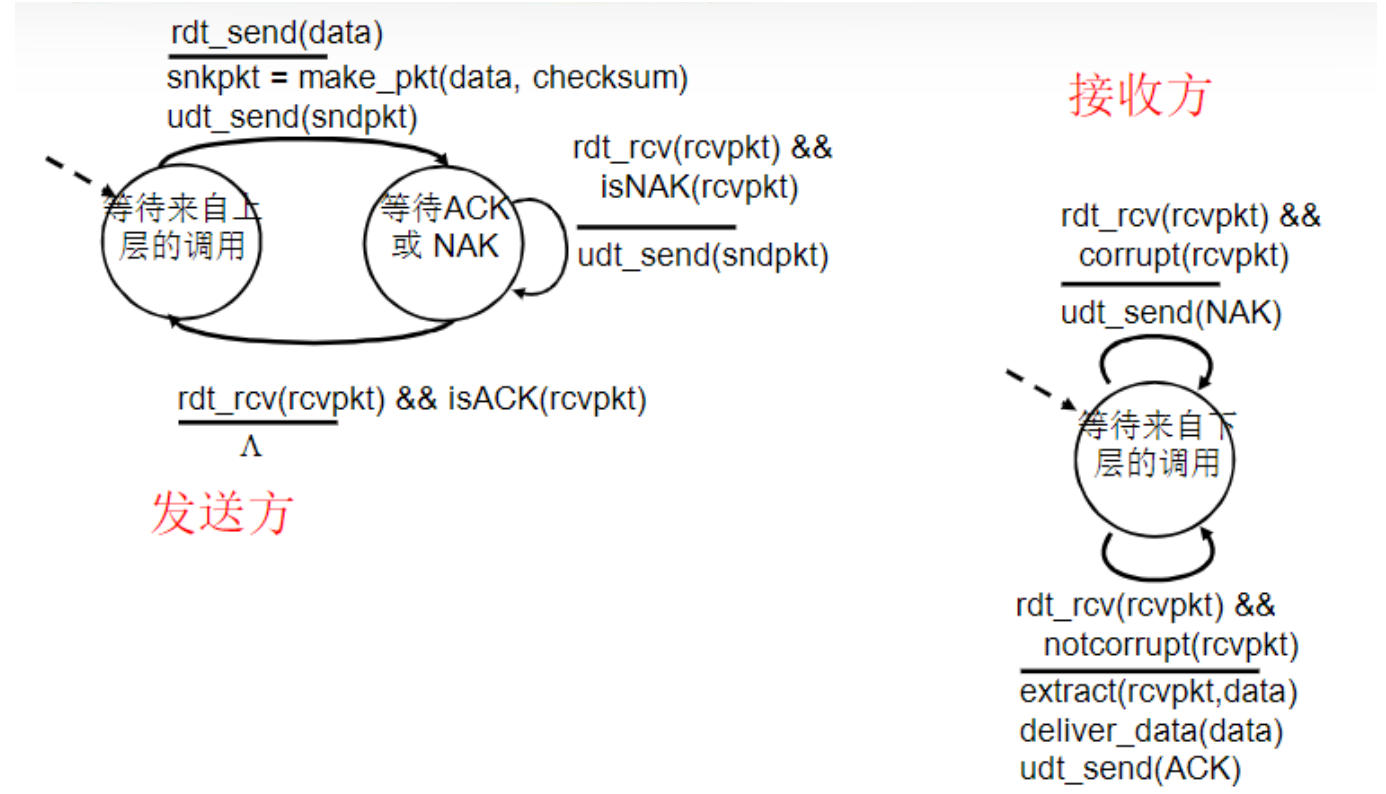 rdt_send(data)
snkpkt = make_pkt(data, checksum)
udt_send(sndpkt)
等待来自上
层的调用
等待ACK
或 NAK
rdt_rcv(rcvpkt) &&
isNAK(rcvpkt)
udt_send(sndpkt)
rdt_rcv(rcvpkt) && isACK(rcvpkt)
Λ
发送方
接收方
rdt_rcv(rcvpkt) &&
corrupt(rcvpkt)
udt_send(NAK)
等待来自下
层的调用
rdt_rcv(rcvpkt) &&
notcorrupt(rcvpkt)
extract(rcvpkt,data)
deliver_data(data)
udt_send(ACK)